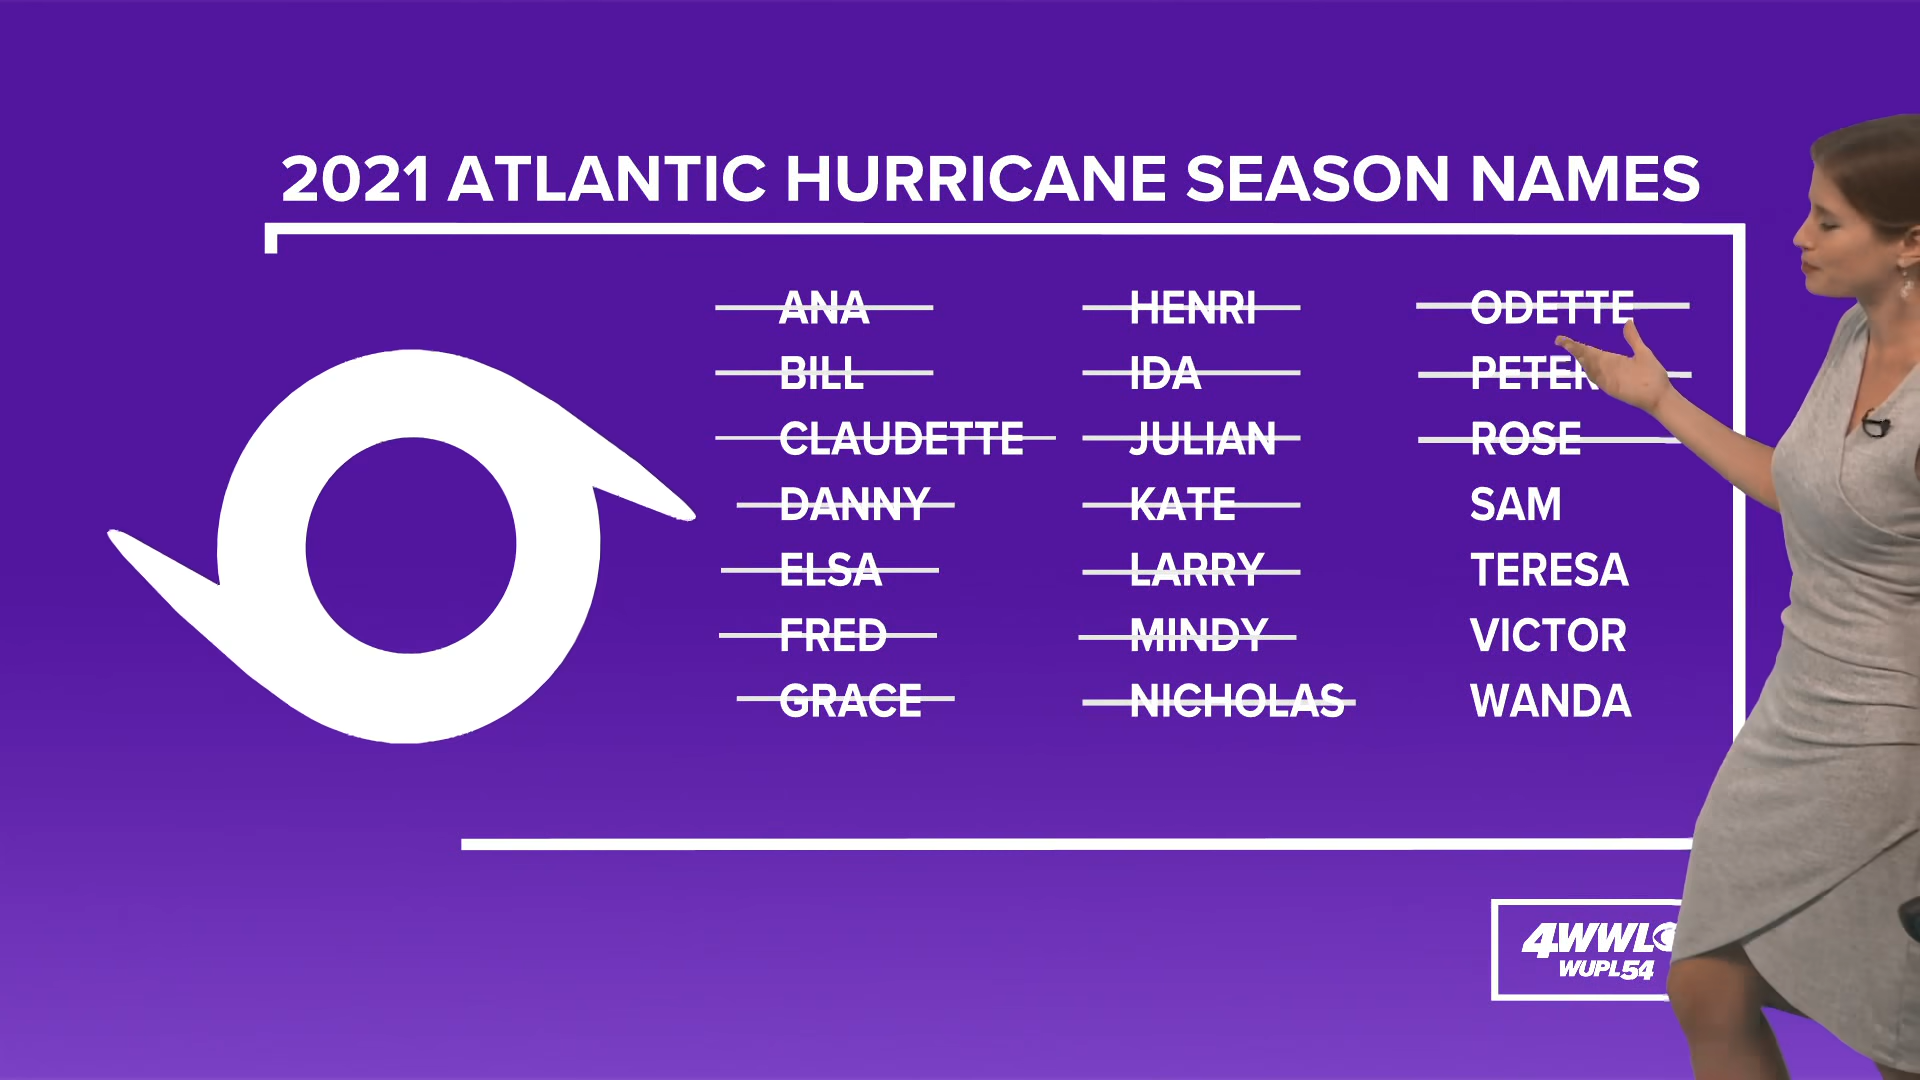 2021 ATLANTIC HURRICANE SEASON NAMES
ANA
BILL
CLAUDETTE
DANNY
ELSA
FRED
GRACE
HENRI
IDA
JULIAN
KATE
LARRY
MINDY
NICHOLAS
ODETTE
PETER
ROSE
SAM
TERESA
VICTOR
WANDA
4WWL
WUPL54